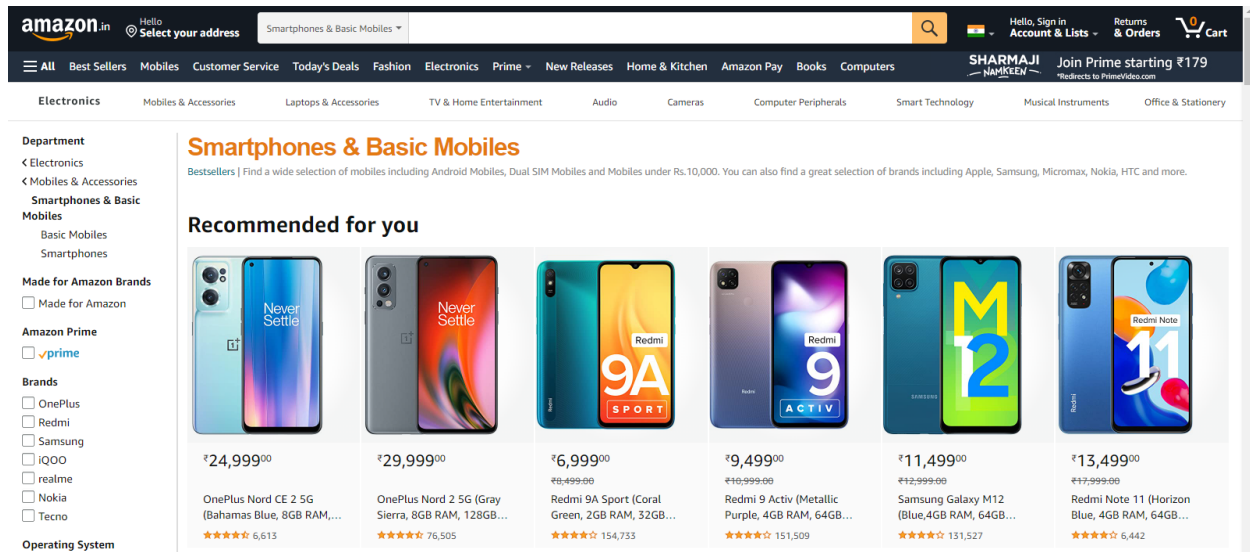 amazon.in
Hello
Select your address
Smartphones & Basic Mobiles
Hello, Sign in
Account & Lists
Returns
& Orders
0
Cart
All
Best Sellers
Mobiles
Customer Service
Today's Deals
Fashion
Electronics
Prime
New Releases
Home & Kitchen
Amazon Pay
Books
Computers
SHARMAJI
NAMKEEN
Join Prime starting ₹179
*Redirects to PrimeVideo.com
Electronics
Mobiles & Accessories
Laptops & Accessories
TV & Home Entertainment
Audio
Cameras
Computer Peripherals
Smart Technology
Musical Instruments
Office & Stationery
Department
Electronics
Mobiles & Accessories
Smartphones & Basic
Mobiles
Basic Mobiles
Smartphones
Made for Amazon Brands
Made for Amazon
Amazon Prime
prime
Brands
OnePlus
Redmi
Samsung
iQOO
realme
Nokia
Tecno
Operating System
Smartphones & Basic Mobiles
Bestsellers | Find a wide selection of mobiles including Android Mobiles, Dual SIM Mobiles and Mobiles under Rs.10,000. You can also find a great selection of brands including Apple, Samsung, Micromax, Nokia, HTC and more.
Recommended for you
Never
Settle
₹24,99900
OnePlus Nord CE 2 5G
(Bahamas Blue, 8GB RAM,...
6,613
Never
Settle
₹29,99900
OnePlus Nord 2 5G (Gray
Sierra, 8GB RAM, 128GB...
76,505
Redmi
Redmi
9A
SPORT
₹6,99900
₹8,499.00
Redmi 9A Sport (Coral
Green, 2GB RAM, 32GB...
154,733
Redmi
Redmi
9
ACTIV
₹9,49900
₹10,999.00
Redmi 9 Activ (Metallic
Purple, 4GB RAM, 64GB...
151,509
SAMSUNG
M
12
₹11,49900
₹12,999.00
Samsung Galaxy M12
(Blue,4GB RAM, 64GB...
131,527
Redmi
Redmi Note
11
₹13,49900
₹17,999.00
Redmi Note 11 (Horizon
Blue, 4GB RAM, 64GB...
6,442